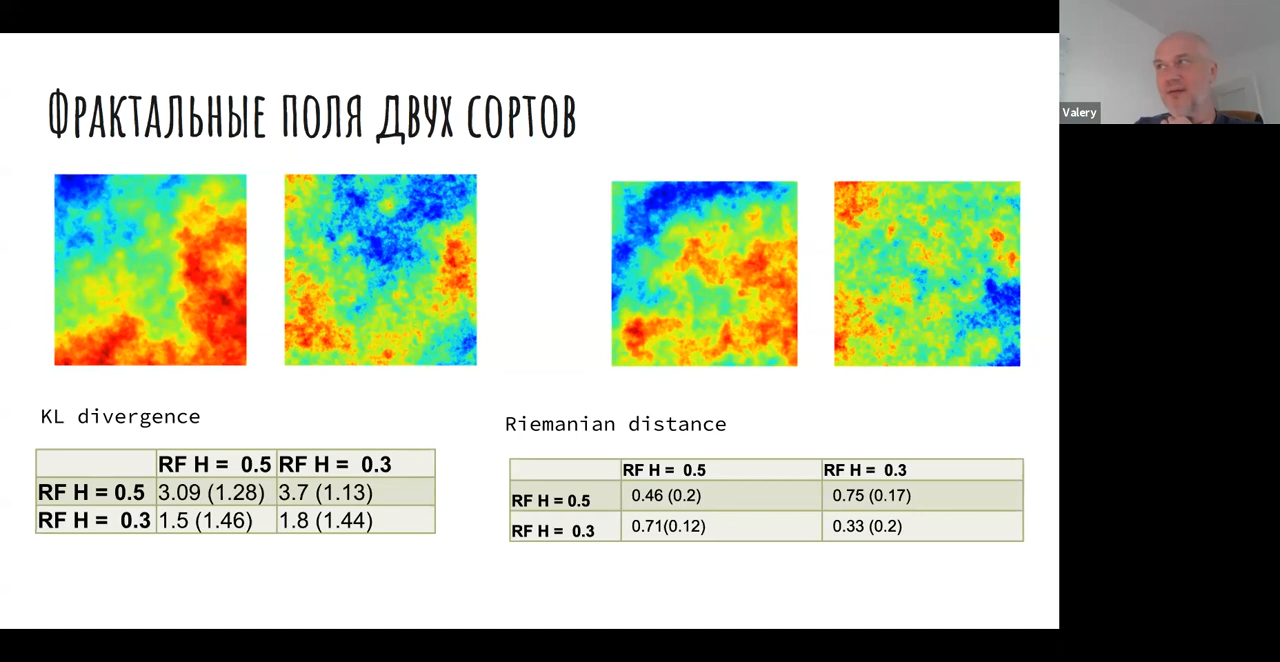 Фрактальные поля двух сортов
Valery
KL divergence
RF H = 0.5 RF H = 0.3
RF H = 0.5 3.09 (1.28) 3.7 (1.13)
RF H = 0.3 1.5 (1.46) 1.8 (1.44)
Riemanian distance
RF H = 0.5 RF H = 0.3
RF H = 0.5 0.46 (0.2) 0.75 (0.17)
RF H = 0.3 0.71(0.12) 0.33 (0.2)